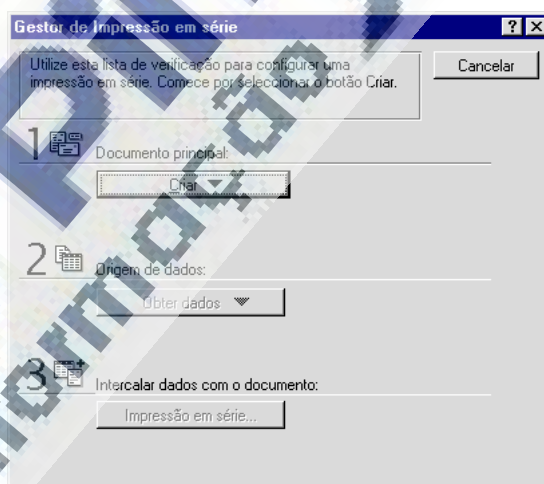 Gestor de Impressão em série
Utilize esta lista de verificação para configurar uma
impressão em série. Comece por seleccionar o botão Criar.
Cancelar
1
Documento principal:
Criar
2
Origem de dados:
Obter dados
3
Intercalar dados com o documento:
Impressão em série...